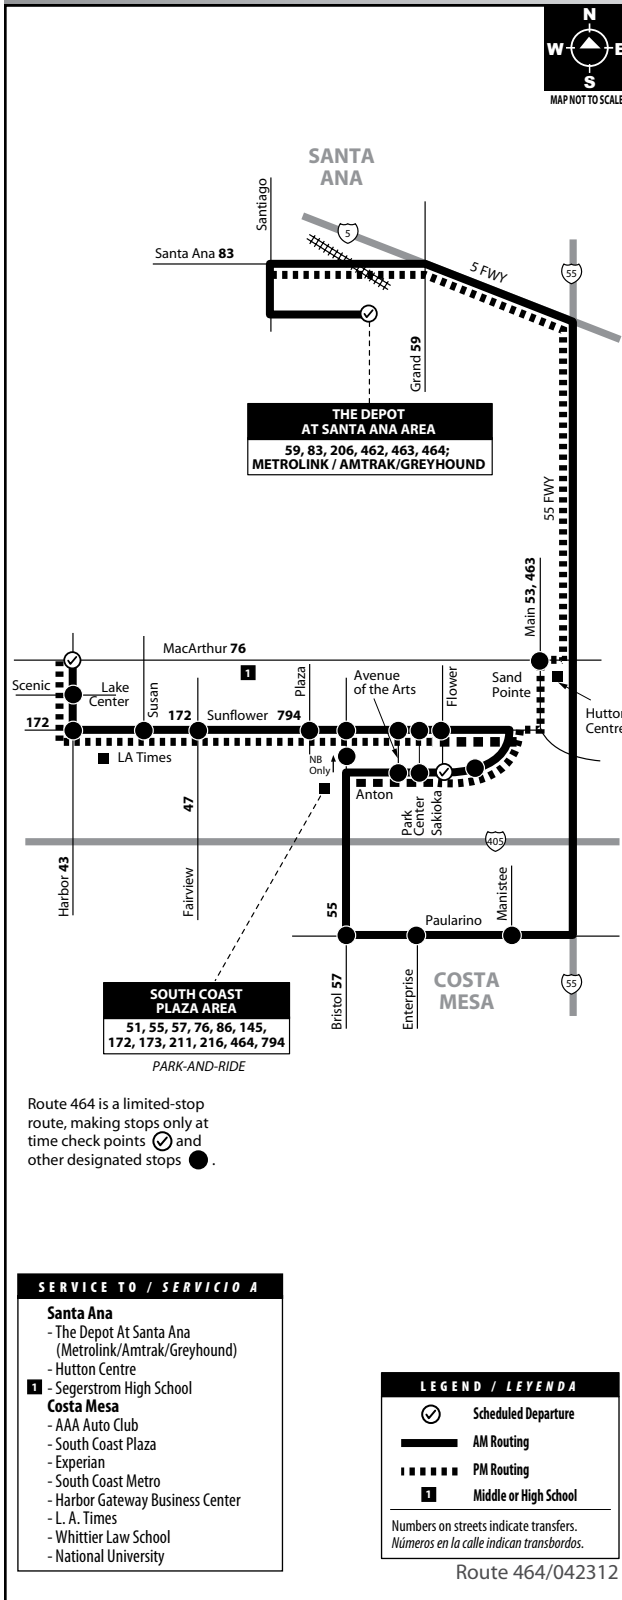 N
W E
S
MAP NOT TO SCALE
SANTA
ANA
Santiago
5
Santa Ana 83
5 FWY
55
Grand 59
THE DEPOT
AT SANTA ANA AREA
59, 83, 206, 462, 463, 464;
METROLINK / AMTRAK/GREYHOUND
55 FWY
Main 53, 463
MacArthur 76
1
Scenic
Lake
Center
Susan
Plaza
Avenue
of the Arts
Flower
Sand
Pointe
Hutton
Centre
172
172
Sunflower
794
LA Times
NB
Only
Anton
Park
Center
Sakioka
47
405
Harbor 43
Fairview
55
Manistee
Paularino
Bristol 57
Enterprise
COSTA
MESA
55
SOUTH COAST
PLAZA AREA
51, 55, 57, 76, 86, 145,
172, 173, 211, 216, 464, 794
PARK-AND-RIDE
Route 464 is a limited-stop
route, making stops only at
time check points and
other designated stops .
SERVICE TO / SERVICIO A
Santa Ana
- The Depot At Santa Ana
(Metrolink/Amtrak/Greyhound)
- Hutton Centre
1 - Segerstrom High School
Costa Mesa
- AAA Auto Club
- South Coast Plaza
- Experian
- South Coast Metro
- Harbor Gateway Business Center
- L. A. Times
- Whittier Law School
- National University
LEGEND / LEYENDA
Scheduled Departure
AM Routing
PM Routing
1 Middle or High School
Numbers on streets indicate transfers.
Números en la calle indican transbordos.
Route 464/042312